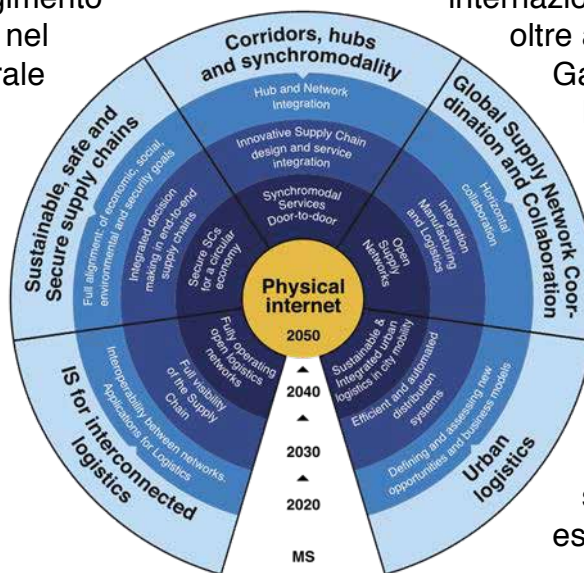 gimento
nel
rale
internazio
oltre a
Ga
s
es
Corridors, hubs
and synchromodality
Hub and Network
Integration
Innovative Supply Chain
design and service
integration
Synchromodal
Services
Door-to-door
Global Supply Network Coor-
dination and Collaboration
Horizontal
collaboration
Integration
Manufacturing
and Logistics
Open
Supply
Networks
Urban
logistics
Defining and assessing new
opportunities and business models
Efficient and automated
distribution
systems
Sustainable &
Integrated urban
logistics in city mobility
Sustainable, safe and
Secure supply chains
Full alignment: of economic, social,
environmental and security goals
Integrated decision
making in end-to-end
supply chains
Secure SCs
for a circular
economy
IS for interconnected
logistics
Interoperability between networks.
Applications for Logistics
Full visibility
of the Supply
Chain
Fully operating
open logistics
networks
Physical
internet
2050
2040
2030
2020
MS